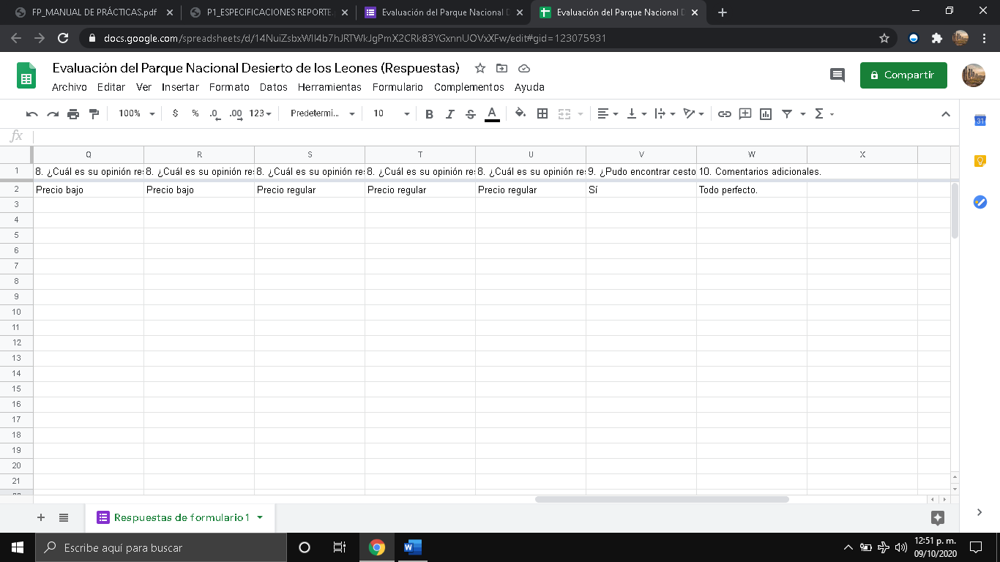 FP_MANUAL DE PRÁCTICAS.pdf
P1_ESPECIFICACIONES REPORTE.
Evaluación del Parque Nacional D
Evaluación del Parque Nacional D
docs.google.com/spreadsheets/d/14NuiZsbxWIl4b7hJRTWkJgPmX2CRk83YGxnnUOVxXFw/edit#gid=123075931
Evaluación del Parque Nacional Desierto de los Leones (Respuestas)
Archivo Editar Ver Insertar Formato Datos Herramientas Formulario Complementos Ayuda
Compartir
100% $ % .0 .00 123 Predetermi... 10 B I S A Σ
31
fx
Q R S T U V W X
1 8. ¿Cuál es su opinión res 8. ¿Cuál es su opinión res 8. ¿Cuál es su opinión res 8. ¿Cuál es su opinión res 8. ¿Cuál es su opinión res 9. ¿Pudo encontrar cesto 10. Comentarios adicionales.
2 Precio bajo Precio bajo Precio regular Precio regular Precio regular Sí Todo perfecto.
3
4
5
6
7
8
9
10
11
12
13
14
15
16
17
18
19
20
21
Respuestas de formulario 1
Escribe aquí para buscar
12:51 p. m.
09/10/2020